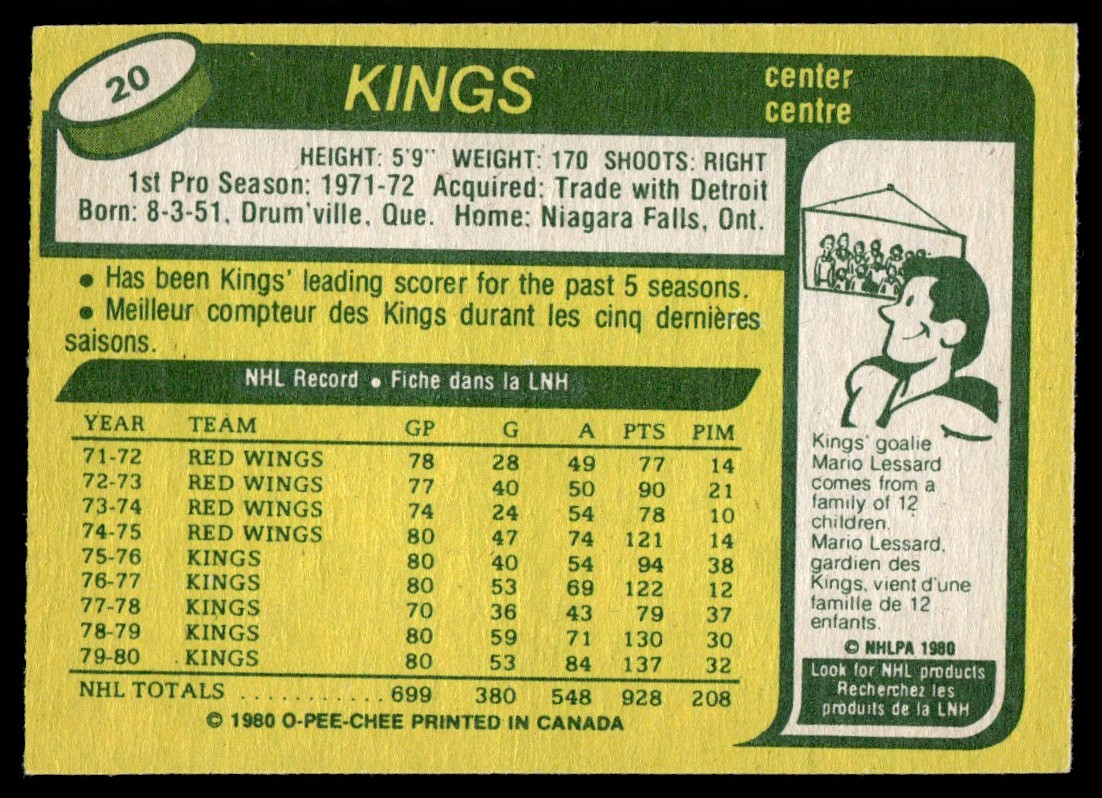 20
KINGS
center
centre
HEIGHT: 5'9" WEIGHT: 170 SHOOTS: RIGHT
1st Pro Season: 1971-72 Acquired: Trade with Detroit
Born: 8-3-51, Drum'ville, Que. Home: Niagara Falls, Ont.
• Has been Kings' leading scorer for the past 5 seasons.
• Meilleur compteur des Kings durant les cinq dernières
saisons.
NHL Record • Fiche dans la LNH
YEAR TEAM GP G A PTS PIM
71-72 RED WINGS 78 28 49 77 14
72-73 RED WINGS 77 40 50 90 21
73-74 RED WINGS 74 24 54 78 10
74-75 RED WINGS 80 47 74 121 14
75-76 KINGS 80 40 54 94 38
76-77 KINGS 80 53 69 122 12
77-78 KINGS 70 36 43 79 37
78-79 KINGS 80 59 71 130 30
79-80 KINGS 80 53 84 137 32
NHL TOTALS ........... 699 380 548 928 208
© 1980 O-PEE-CHEE PRINTED IN CANADA
Kings' goalie
Mario Lessard
comes from a
family of 12
children.
Mario Lessard,
gardien des
Kings, vient d'une
famille de 12
enfants.
© NHLPA 1980
Look for NHL products
Recherchez les
produits de la LNH